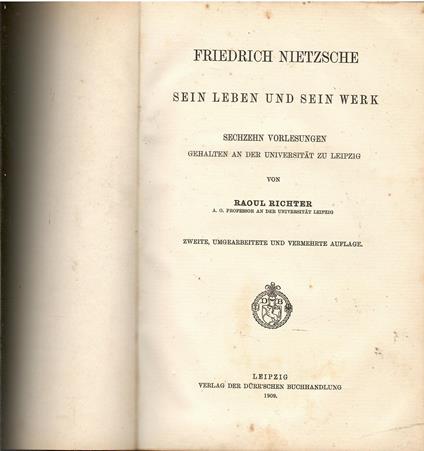 FRIEDRICH NIETZSCHE
SEIN LEBEN UND SEIN WERK
SECHZEHN VORLESUNGEN
GEHALTEN AN DER UNIVERSITÄT ZU LEIPZIG
VON
RAOUL RICHTER
A. O. PROFESSOR AN DER UNIVERSITÄT LEIPZIG
ZWEITE, UMGEARBEITETE UND VERMEHRTE AUFLAGE.
D B
LEIPZIG
VERLAG DER DÜRR'SCHEN BUCHHANDLUNG
1909.